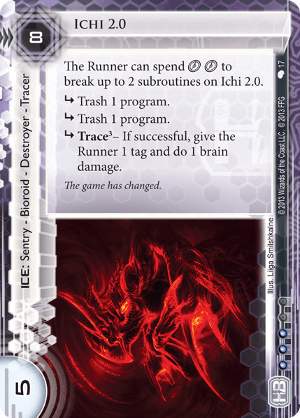 Ichi 2.0
8
The Runner can spend to
break up to 2 subroutines on Ichi 2.0.
Trash 1 program.
Trash 1 program.
Trace³– If successful, give the
Runner 1 tag and do 1 brain
damage.
The game has changed.
ICE: Sentry - Bioroid - Destroyer - Tracer
© 2013 Wizards of the Coast LLC. © 2013 FFG
17
Illus. Liiga Smilshkalne
5
HB